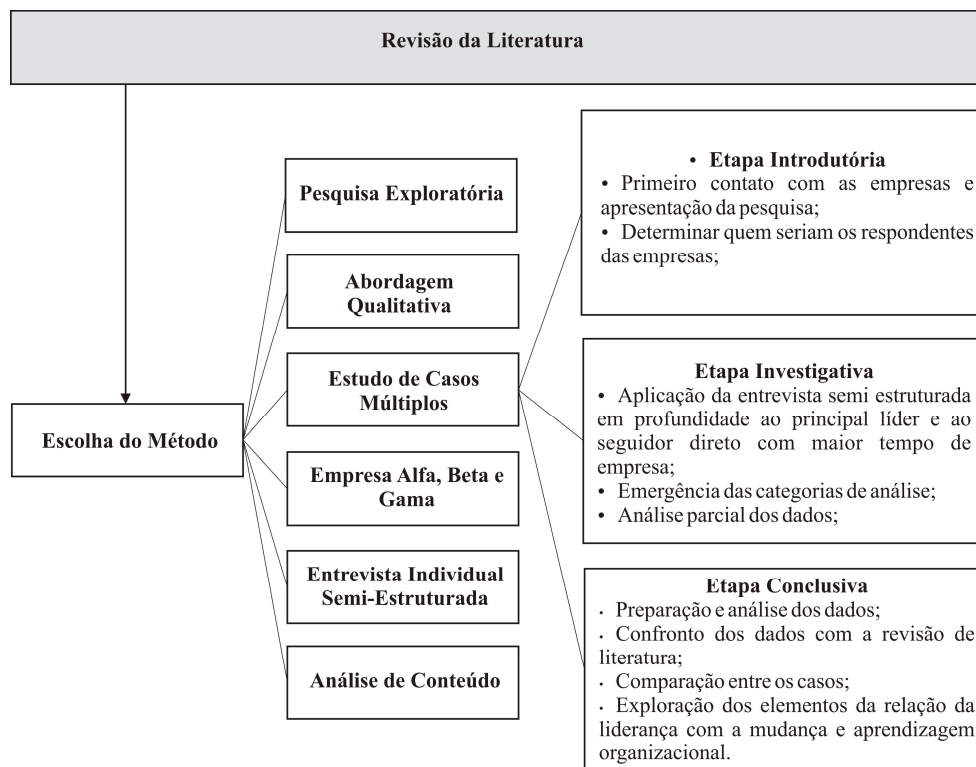 Revisão da Literatura
Escolha do Método
Pesquisa Exploratória
Abordagem
Qualitativa
Estudo de Casos
Múltiplos
Empresa Alfa, Beta e
Gama
Entrevista Individual
Semi-Estruturada
Análise de Conteúdo
• Etapa Introdutória
• Primeiro contato com as empresas e
apresentação da pesquisa;
• Determinar quem seriam os respondentes
das empresas;
Etapa Investigativa
• Aplicação da entrevista semi estruturada
em profundidade ao principal líder e ao
seguidor direto com maior tempo de
empresa;
• Emergência das categorias de análise;
• Análise parcial dos dados;
Etapa Conclusiva
· Preparação e análise dos dados;
· Confronto dos dados com a revisão de
literatura;
· Comparação entre os casos;
· Exploração dos elementos da relação da
liderança com a mudança e aprendizagem
organizacional.